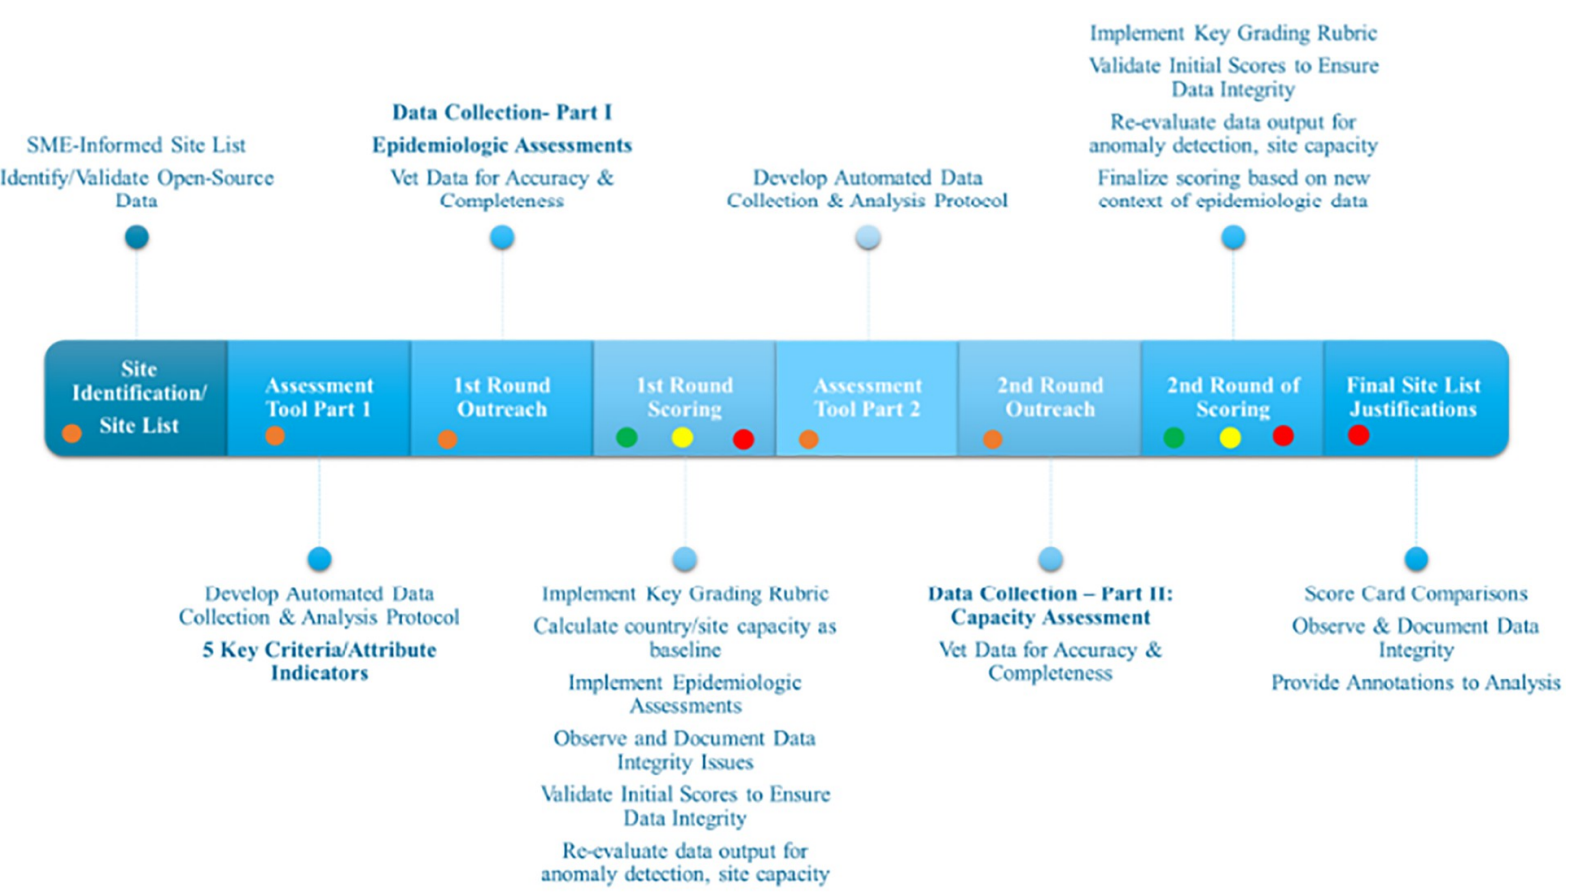 Implement Key Grading Rubric
Validate Initial Scores to Ensure
Data Integrity
Re-evaluate data output for
anomaly detection, site capacity
Finalize scoring based on new
context of epidemiologic data
Data Collection- Part I
Epidemiologic Assessments
Vet Data for Accuracy &
Completeness
SME-Informed Site List
Identify/Validate Open-Source
Data
Develop Automated Data
Collection & Analysis Protocol
Site
Identification/
Site List
Assessment
Tool Part 1
1st Round
Outreach
1st Round
Scoring
Assessment
Tool Part 2
2nd Round
Outreach
2nd Round of
Scoring
Final Site List
Justifications
Develop Automated Data
Collection & Analysis Protocol
5 Key Criteria/Attribute
Indicators
Implement Key Grading Rubric
Calculate country/site capacity as
baseline
Implement Epidemiologic
Assessments
Observe and Document Data
Integrity Issues
Validate Initial Scores to Ensure
Data Integrity
Re-evaluate data output for
anomaly detection, site capacity
Data Collection – Part II:
Capacity Assessment
Vet Data for Accuracy &
Completeness
Score Card Comparisons
Observe & Document Data
Integrity
Provide Annotations to Analysis